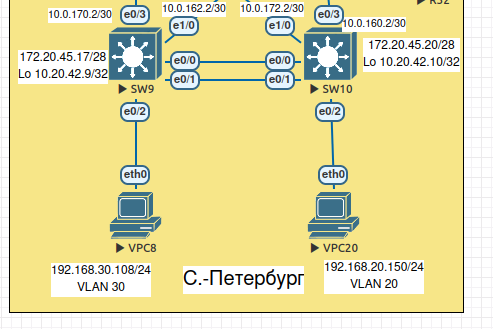 R32
10.0.170.2/30
e0/3
10.0.162.2/30
10.0.172.2/30
e0/3
10.0.160.2/30
e1/0
e1/0
172.20.45.17/28
Lo 10.20.42.9/32
e0/0
e0/0
172.20.45.20/28
Lo 10.20.42.10/32
e0/1
e0/1
SW9
SW10
e0/2
e0/2
eth0
eth0
VPC8
VPC20
192.168.30.108/24
VLAN 30
С.-Петербург
192.168.20.150/24
VLAN 20